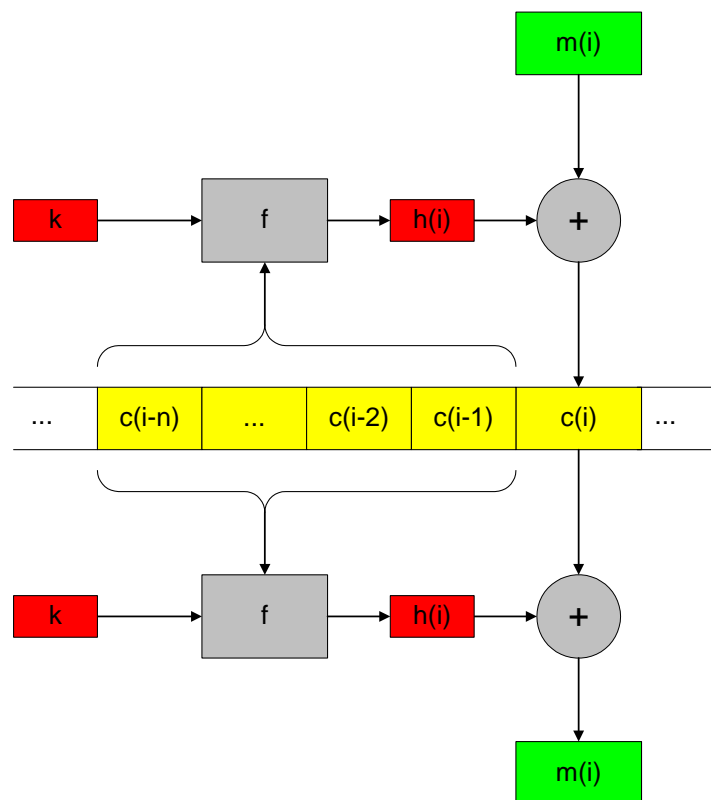 m(i)
k f h(i) +
... c(i-n) ... c(i-2) c(i-1) c(i) ...
k f h(i) +
m(i)